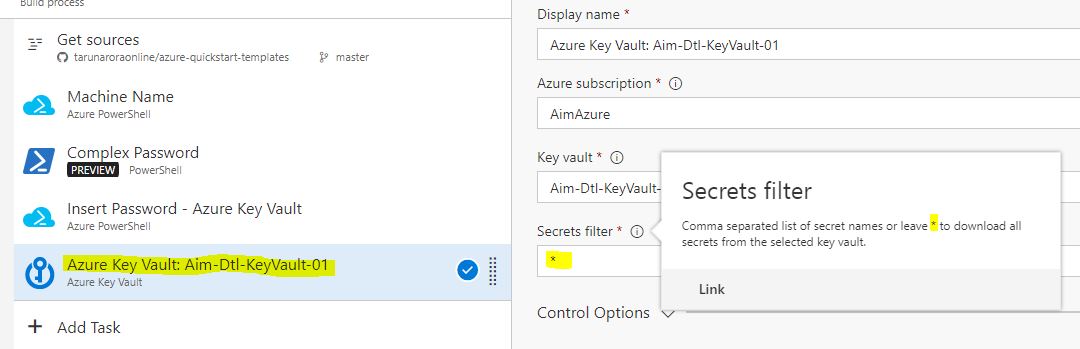 Build process
Get sources
tarunaroraonline/azure-quickstart-templates
master
Machine Name
Azure PowerShell
Complex Password
PREVIEW PowerShell
Insert Password - Azure Key Vault
Azure PowerShell
Azure Key Vault: Aim-Dtl-KeyVault-01
Azure Key Vault
+ Add Task
Display name *
Azure Key Vault: Aim-Dtl-KeyVault-01
Azure subscription *
AimAzure
Key vault *
Aim-Dtl-KeyVault-
Secrets filter *
*
Control Options
Secrets filter
Comma separated list of secret names or leave * to download all
secrets from the selected key vault.
Link